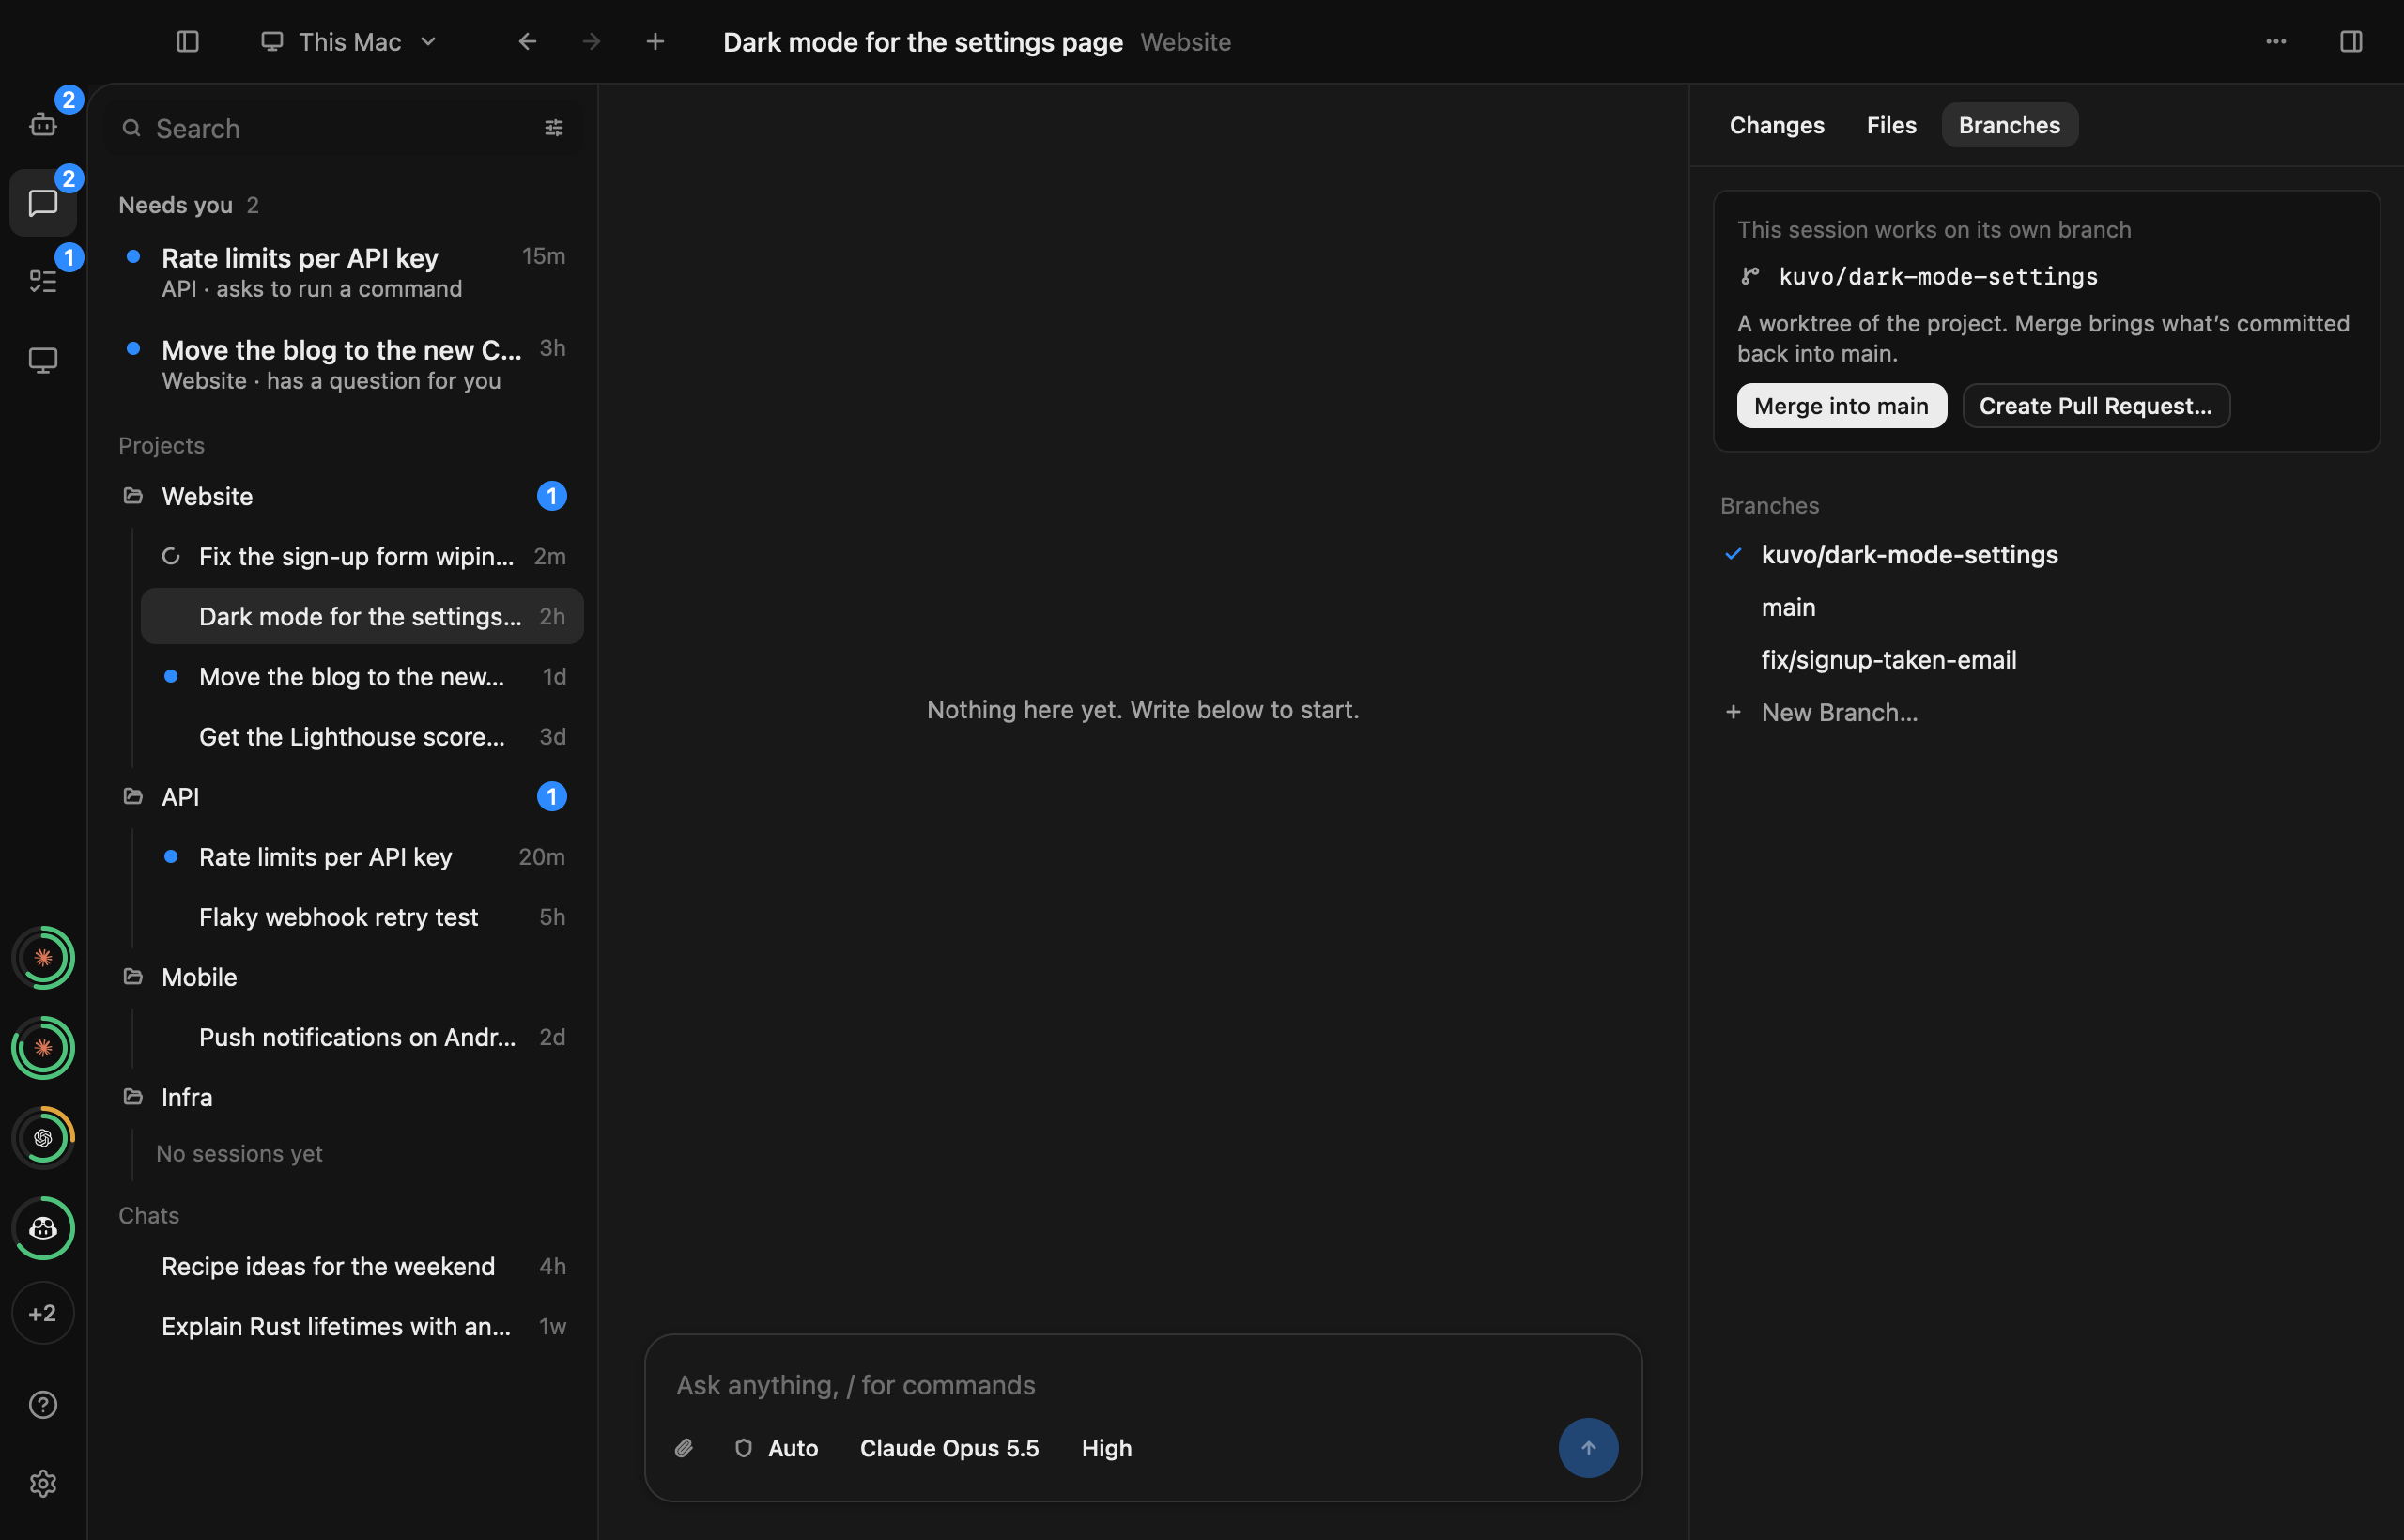 This Mac
Dark mode for the settings page Website
2
2
1
+2
Search
Needs you 2
Rate limits per API key 15m
API · asks to run a command
Move the blog to the new C... 3h
Website · has a question for you
Projects
Website 1
Fix the sign-up form wipin... 2m
Dark mode for the settings... 2h
Move the blog to the new... 1d
Get the Lighthouse score... 3d
API 1
Rate limits per API key 20m
Flaky webhook retry test 5h
Mobile
Push notifications on Andr... 2d
Infra
No sessions yet
Chats
Recipe ideas for the weekend 4h
Explain Rust lifetimes with an... 1w
Nothing here yet. Write below to start.
Ask anything, / for commands
Auto Claude Opus 5.5 High
Changes Files Branches
This session works on its own branch
kuvo/dark-mode-settings
A worktree of the project. Merge brings what’s committed
back into main.
Merge into main Create Pull Request...
Branches
kuvo/dark-mode-settings
main
fix/signup-taken-email
New Branch...